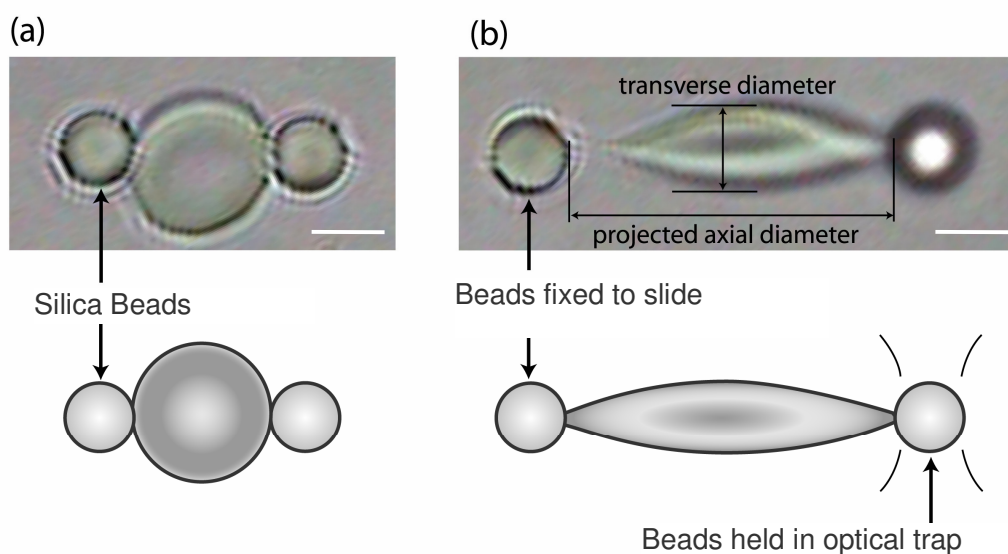 (a)
(b)
transverse diameter
projected axial diameter
Silica Beads
Beads fixed to slide
Beads held in optical trap